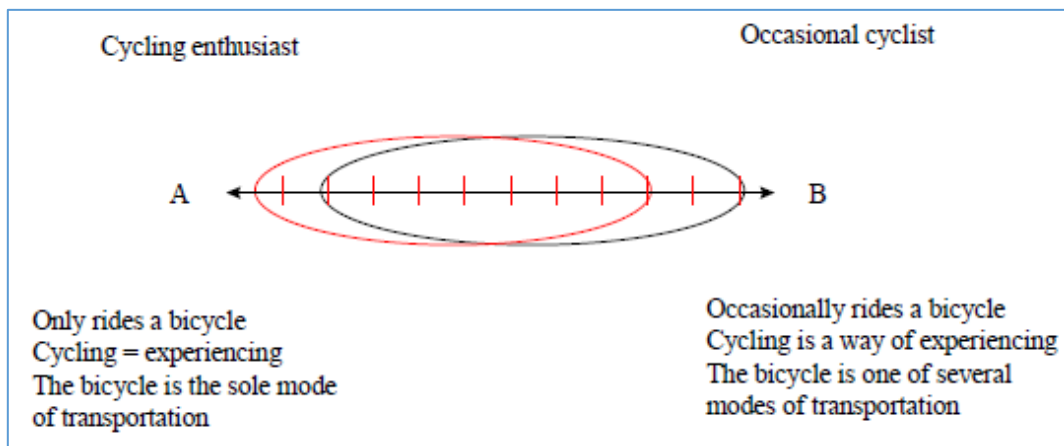 Cycling enthusiast
Occasional cyclist
A
B
Only rides a bicycle
Cycling = experiencing
The bicycle is the sole mode
of transportation
Occasionally rides a bicycle
Cycling is a way of experiencing
The bicycle is one of several
modes of transportation